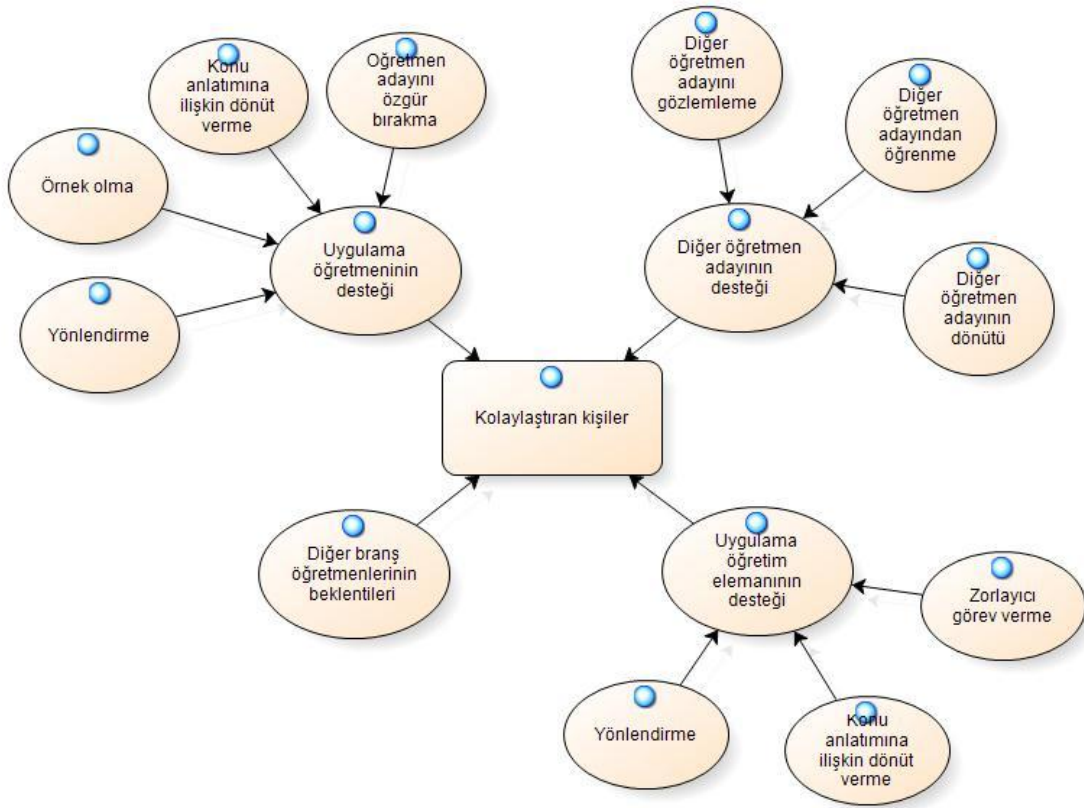 Konu
anlatımına
ilişkin dönüt
verme
Öğretmen
adayını
özgür
bırakma
Diğer
öğretmen
adayını
gözlemleme
Diğer
öğretmen
adayından
öğrenme
Örnek olma
Uygulama
öğretmeninin
desteği
Diğer öğretmen
adayının
desteği
Diğer
öğretmen
adayının
dönütü
Yönlendirme
Kolaylaştıran kişiler
Diğer branş
öğretmenlerinin
beklentileri
Uygulama
öğretim
elemanının
desteği
Zorlayıcı
görev verme
Yönlendirme
Konu
anlatımına
ilişkin dönüt
verme